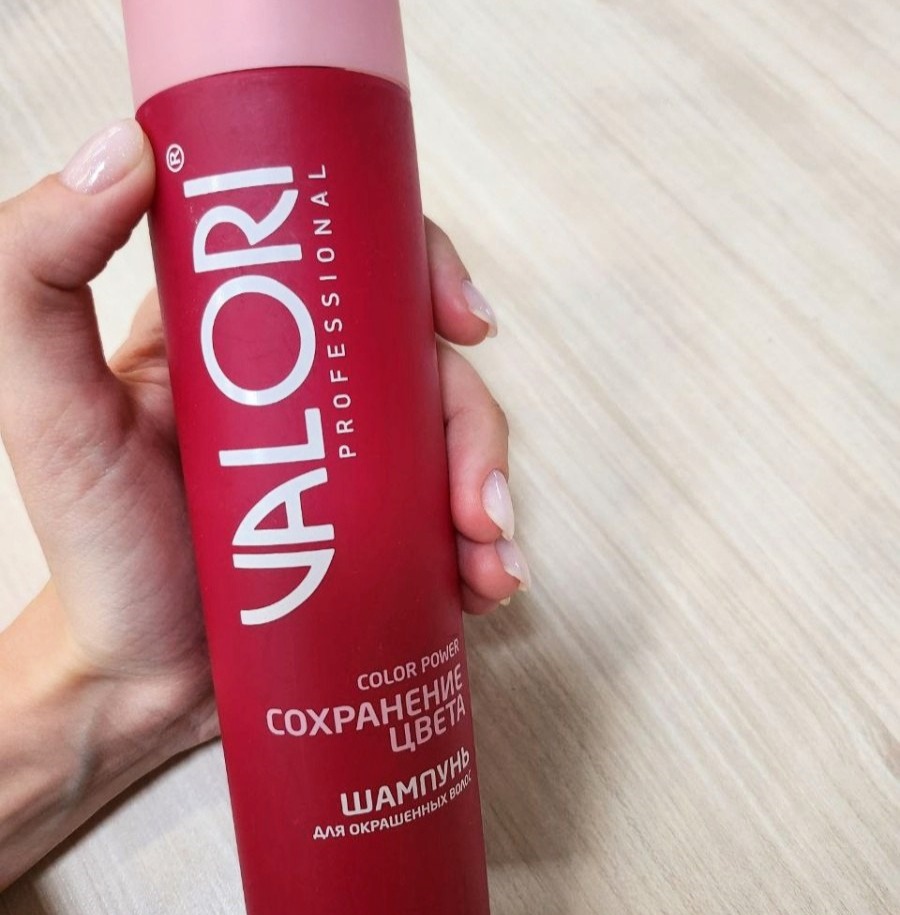 VALORI®
PROFESSIONAL
COLOR POWER
СОХРАНЕНИЕ
ЦВЕТА
ШАМПУНЬ
ДЛЯ ОКРАШЕННЫХ ВОЛОС